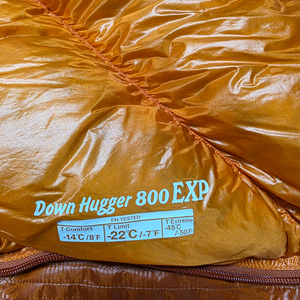 Down Hugger 800 EXP
EN TESTED
T Comfort T Limit T Extreme
-14°C/8°F -22°C/-7°F -45°C
/-50°F